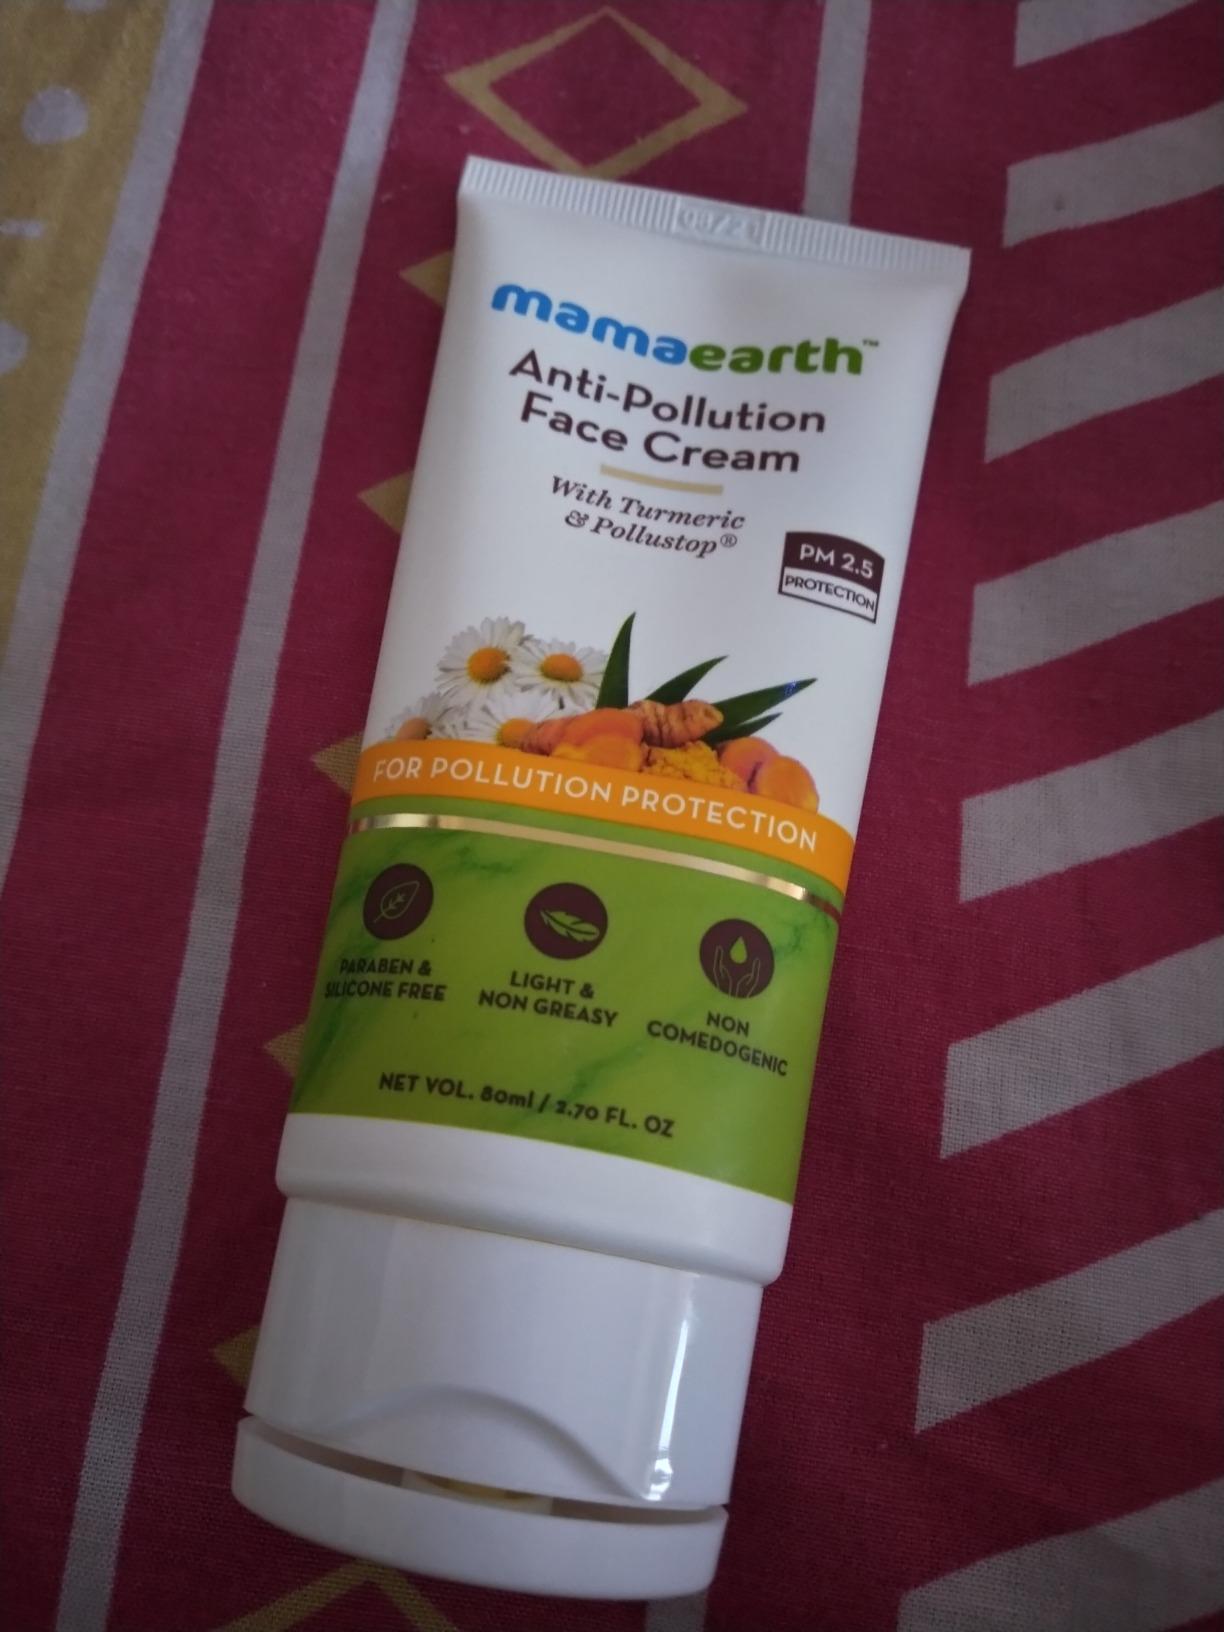 mamaearth™
Anti-Pollution
Face Cream
With Turmeric
& Pollustop®
PM 2.5
PROTECTION
FOR POLLUTION PROTECTION
PARABEN &
SILICONE FREE
LIGHT &
NON GREASY
NON
COMEDOGENIC
NET VOL. 80ml / 2.70 FL. OZ